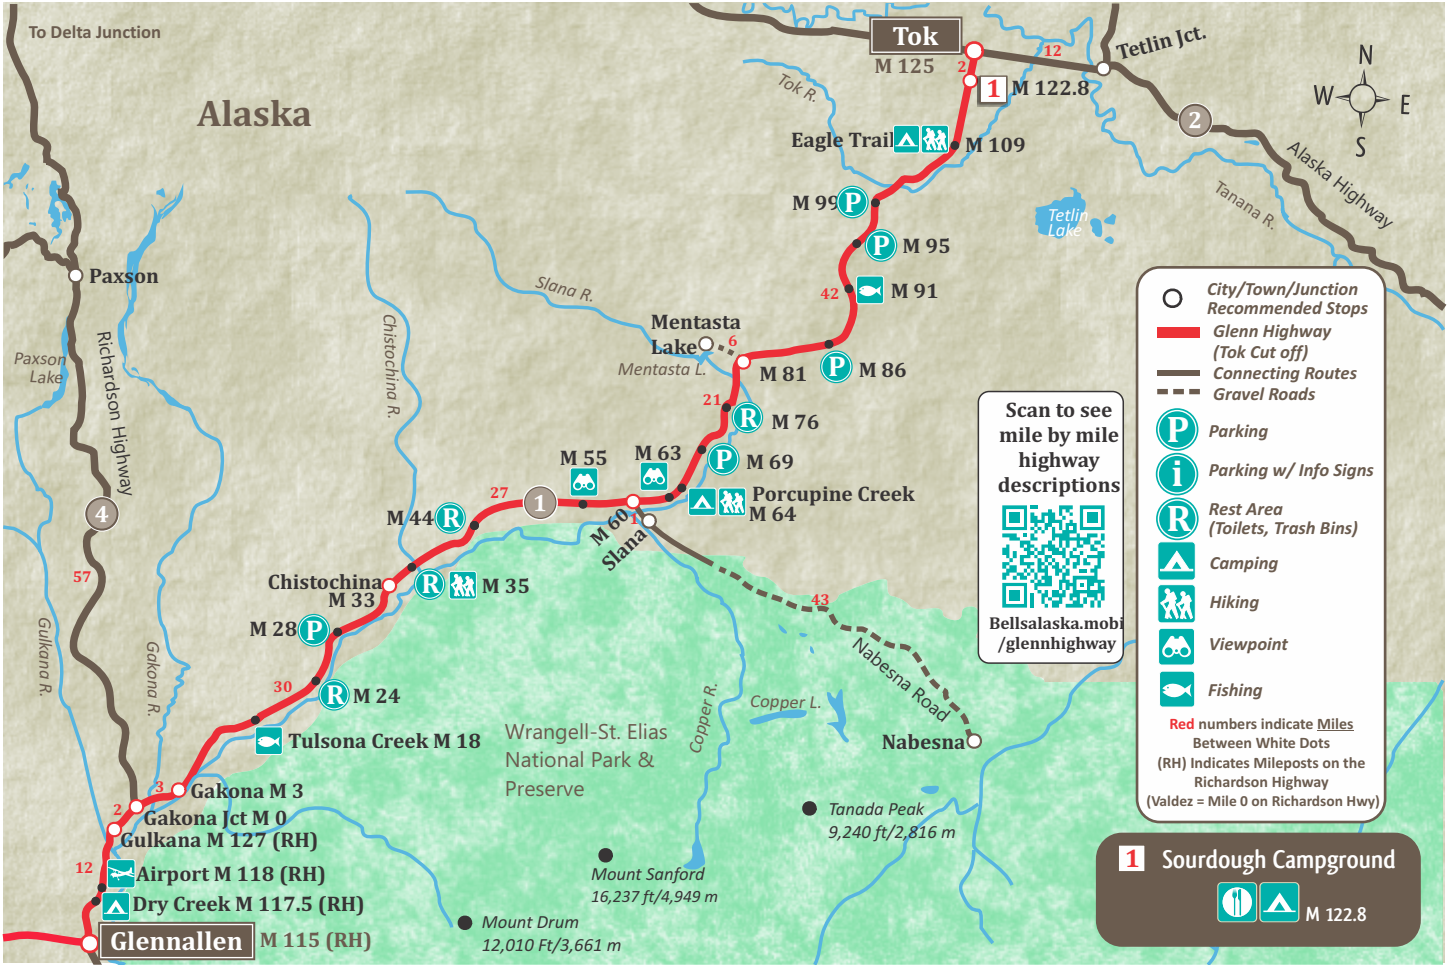 To Delta Junction
Alaska
Tok
M 125
2
12
Tetlin Jct.
1
M 122.8
Tok R.
Eagle Trail
M 109
2
Alaska Highway
Tanana R.
Tetlin
Lake
N
W
E
S
M 99
P
P
M 95
42
M 91
Slana R.
Mentasta
Lake
6
Mentasta L.
M 81
P
M 86
21
R
M 76
P
M 69
M 63
M 55
Porcupine Creek
M 64
27
1
M 60
1
Slana
M 44
R
Chistochina R.
Chistochina
M 33
R
M 35
M 28
P
30
R
M 24
Tulsona Creek M 18
Paxson
Paxson
Lake
Richardson Highway
4
57
Gulkana R.
Gakona R.
3
Gakona M 3
2
Gakona Jct M 0
Gulkana M 127 (RH)
12
Airport M 118 (RH)
Dry Creek M 117.5 (RH)
Glennallen
M 115 (RH)
43
Nabesna Road
Nabesna
Copper R.
Copper L.
Wrangell-St. Elias
National Park &
Preserve
Tanada Peak
9,240 ft/2,816 m
Mount Sanford
16,237 ft/4,949 m
Mount Drum
12,010 Ft/3,661 m
Scan to see
mile by mile
highway
descriptions
Bellsalaska.mobi
/glennhighway
City/Town/Junction
Recommended Stops
Glenn Highway
(Tok Cut off)
Connecting Routes
Gravel Roads
P
Parking
i
Parking w/ Info Signs
R
Rest Area
(Toilets, Trash Bins)
Camping
Hiking
Viewpoint
Fishing
Red numbers indicate Miles
Between White Dots
(RH) Indicates Mileposts on the
Richardson Highway
(Valdez = Mile 0 on Richardson Hwy)
1
Sourdough Campground
M 122.8